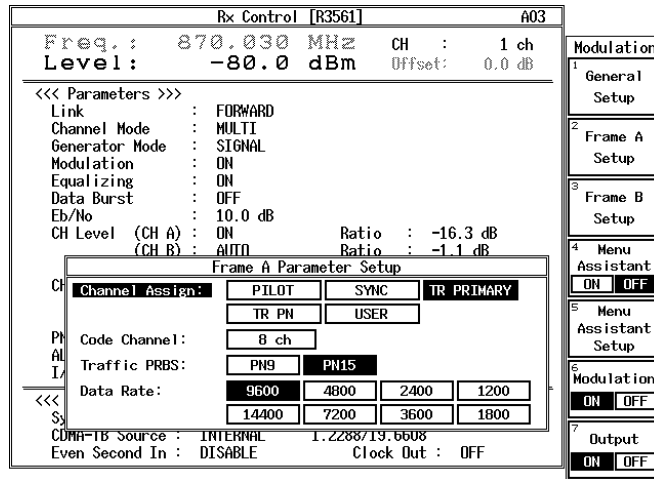 Rx Control [R3561] A03
Freq.: 870.030 MHz CH : 1 ch
Level: -80.0 dBm Offset: 0.0 dB
<<< Parameters >>>
Link : FORWARD
Channel Mode : MULTI
Generator Mode : SIGNAL
Modulation : ON
Equalizing : ON
Data Burst : OFF
Eb/No : 10.0 dB
CH Level (CH A) : ON Ratio : -16.3 dB
(CH B) : AUTO Ratio : -1.1 dB
Frame A Parameter Setup
CH
Channel Assign: PILOT SYNC TR PRIMARY
TR PN USER
PN
Code Channel: 8 ch
AL
Traffic PRBS: PN9 PN15
I/
Data Rate: 9600 4800 2400 1200
<<<
14400 7200 3600 1800
Sy
CDMA-TB Source : INTERNAL 1.2288/19.6608
Even Second In : DISABLE Clock Out : OFF
Modulation
1 General
Setup
2 Frame A
Setup
3 Frame B
Setup
4 Menu
Assistant
ON OFF
5 Menu
Assistant
Setup
6
Modulation
ON OFF
7 Output
ON OFF